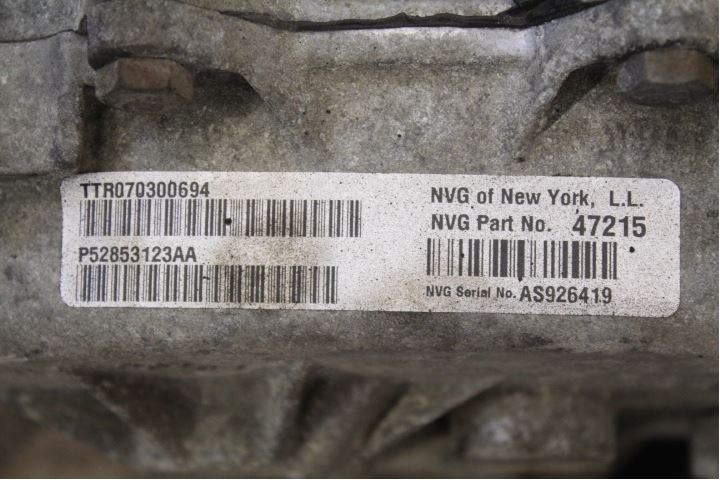 TTR070300694
P52853123AA
NVG of New York, L.L.
NVG Part No. 47215
NVG Serial No. AS926419